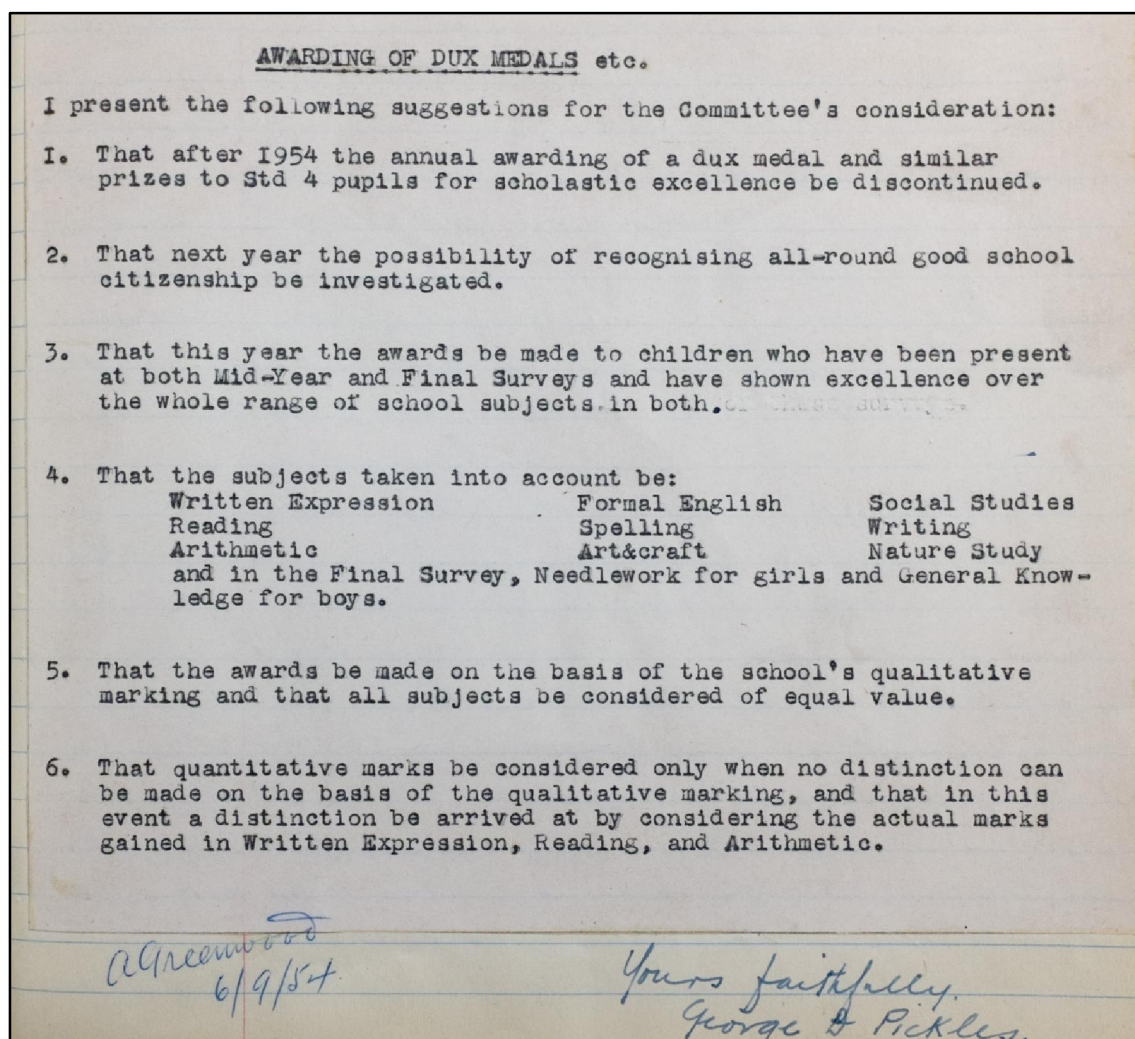 AWARDING OF DUX MEDALS etc.
I present the following suggestions for the Committee's consideration:
I. That after I954 the annual awarding of a dux medal and similar
prizes to Std 4 pupils for scholastic excellence be discontinued.
2. That next year the possibility of recognising all-round good school
citizenship be investigated.
3. That this year the awards be made to children who have been present
at both Mid-Year and Final Surveys and have shown excellence over
the whole range of school subjects in both.
4. That the subjects taken into account be:
Written Expression Formal English Social Studies
Reading Spelling Writing
Arithmetic Art&craft Nature Study
and in the Final Survey, Needlework for girls and General Know-
ledge for boys.
5. That the awards be made on the basis of the school's qualitative
marking and that all subjects be considered of equal value.
6. That quantitative marks be considered only when no distinction can
be made on the basis of the qualitative marking, and that in this
event a distinction be arrived at by considering the actual marks
gained in Written Expression, Reading, and Arithmetic.
A Greenwood
6/9/54
Yours faithfully.
George D Pickles.